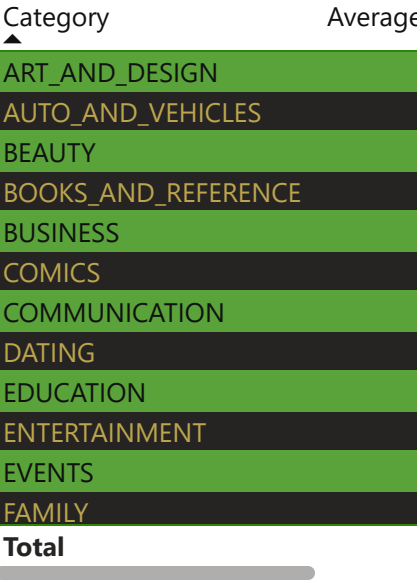 Category Average
ART_AND_DESIGN
AUTO_AND_VEHICLES
BEAUTY
BOOKS_AND_REFERENCE
BUSINESS
COMICS
COMMUNICATION
DATING
EDUCATION
ENTERTAINMENT
EVENTS
FAMILY
Total